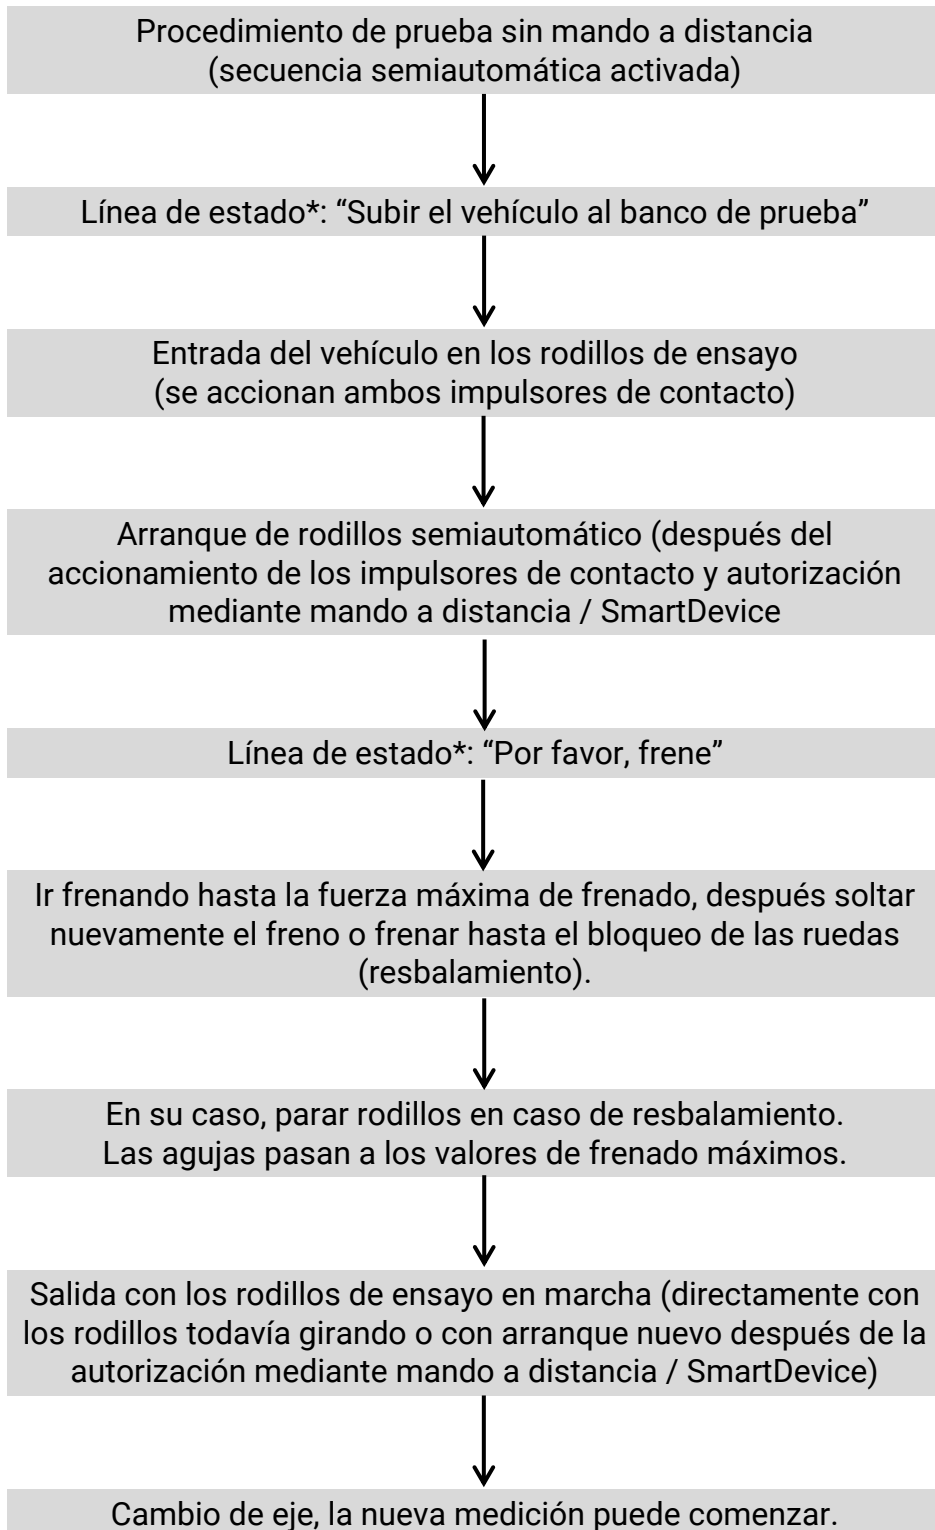 Procedimiento de prueba sin mando a distancia
(secuencia semiautomática activada)
Línea de estado*: “Subir el vehículo al banco de prueba”
Entrada del vehículo en los rodillos de ensayo
(se accionan ambos impulsores de contacto)
Arranque de rodillos semiautomático (después del
accionamiento de los impulsores de contacto y autorización
mediante mando a distancia / SmartDevice
Línea de estado*: “Por favor, frene”
Ir frenando hasta la fuerza máxima de frenado, después soltar
nuevamente el freno o frenar hasta el bloqueo de las ruedas
(resbalamiento).
En su caso, parar rodillos en caso de resbalamiento.
Las agujas pasan a los valores de frenado máximos.
Salida con los rodillos de ensayo en marcha (directamente con
los rodillos todavía girando o con arranque nuevo después de la
autorización mediante mando a distancia / SmartDevice)
Cambio de eje, la nueva medición puede comenzar.